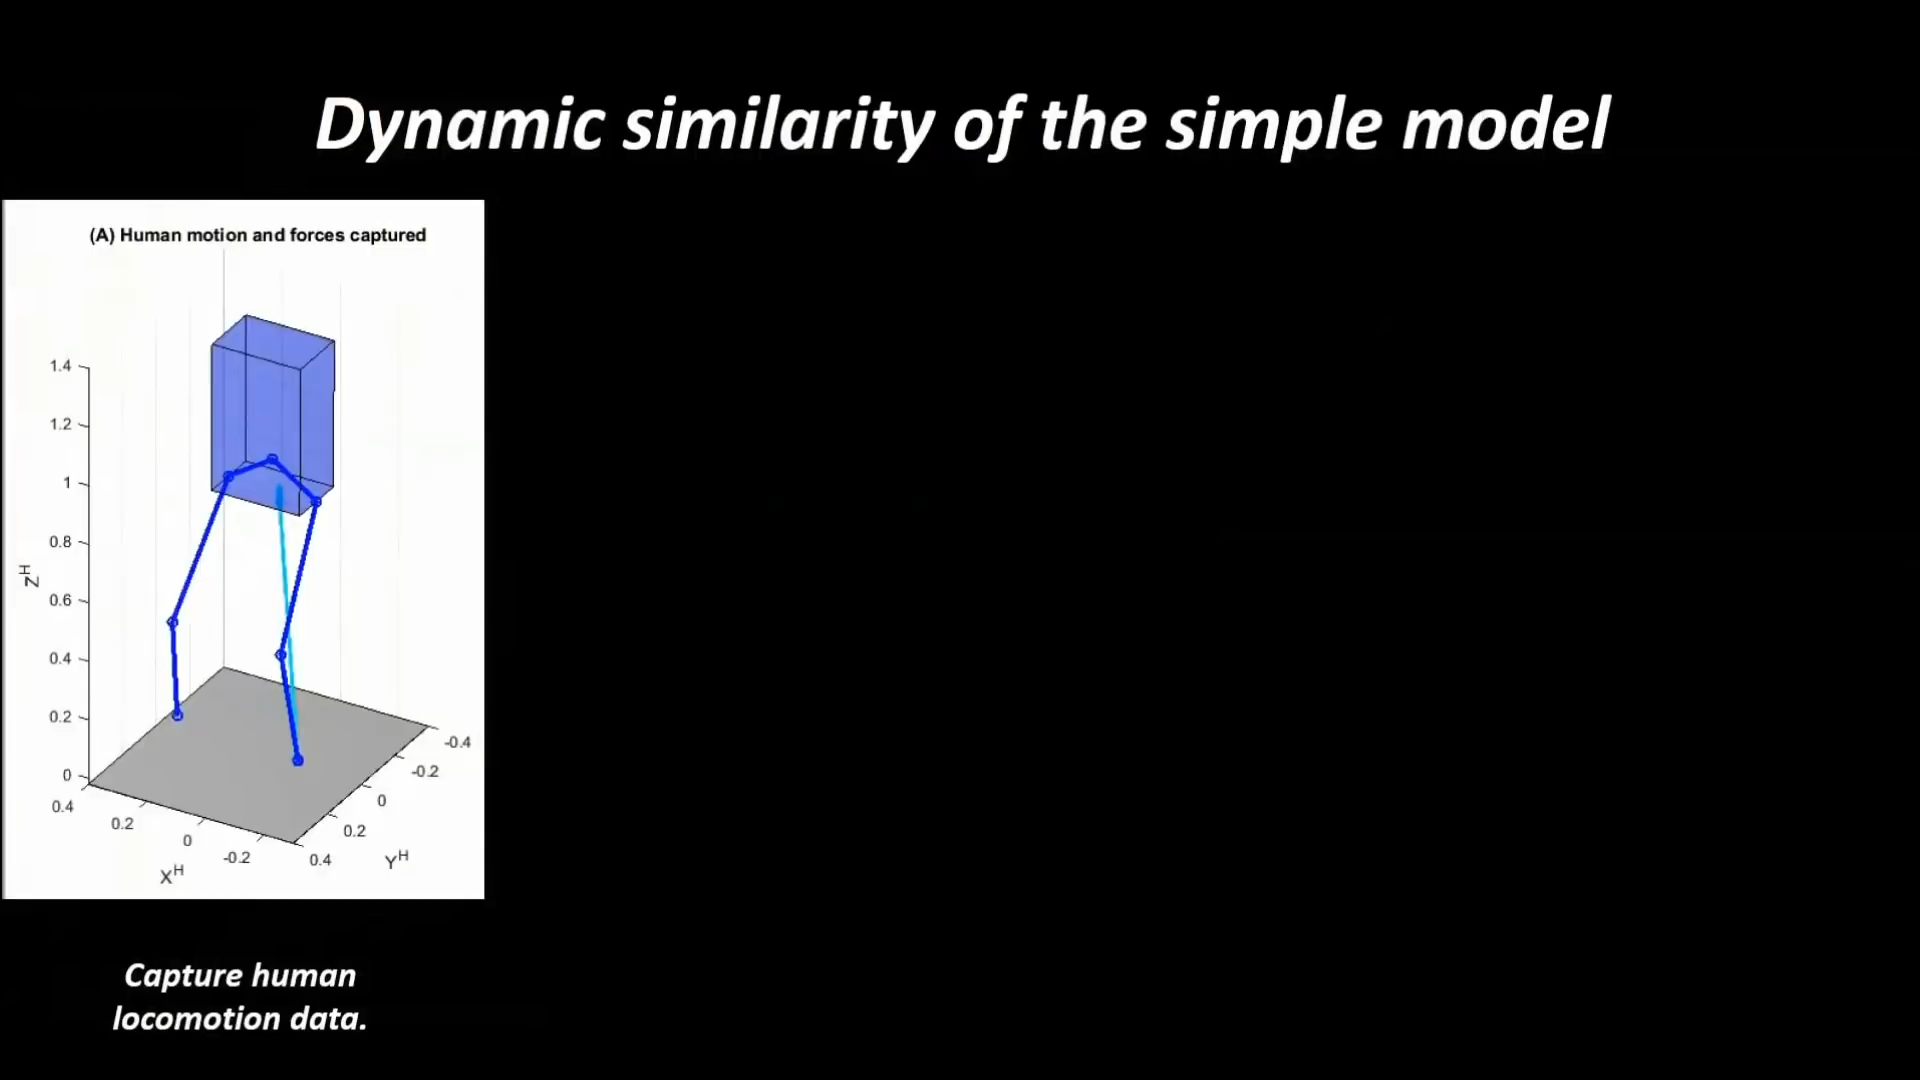 Dynamic similarity of the simple model
(A) Human motion and forces captured
1.4
1.2
1
0.8
0.6
0.4
0.2
0
Z^H
0.4
0.2
0
-0.2
X^H
0.4
0.2
0
-0.2
-0.4
Y^H
Capture human
locomotion data.